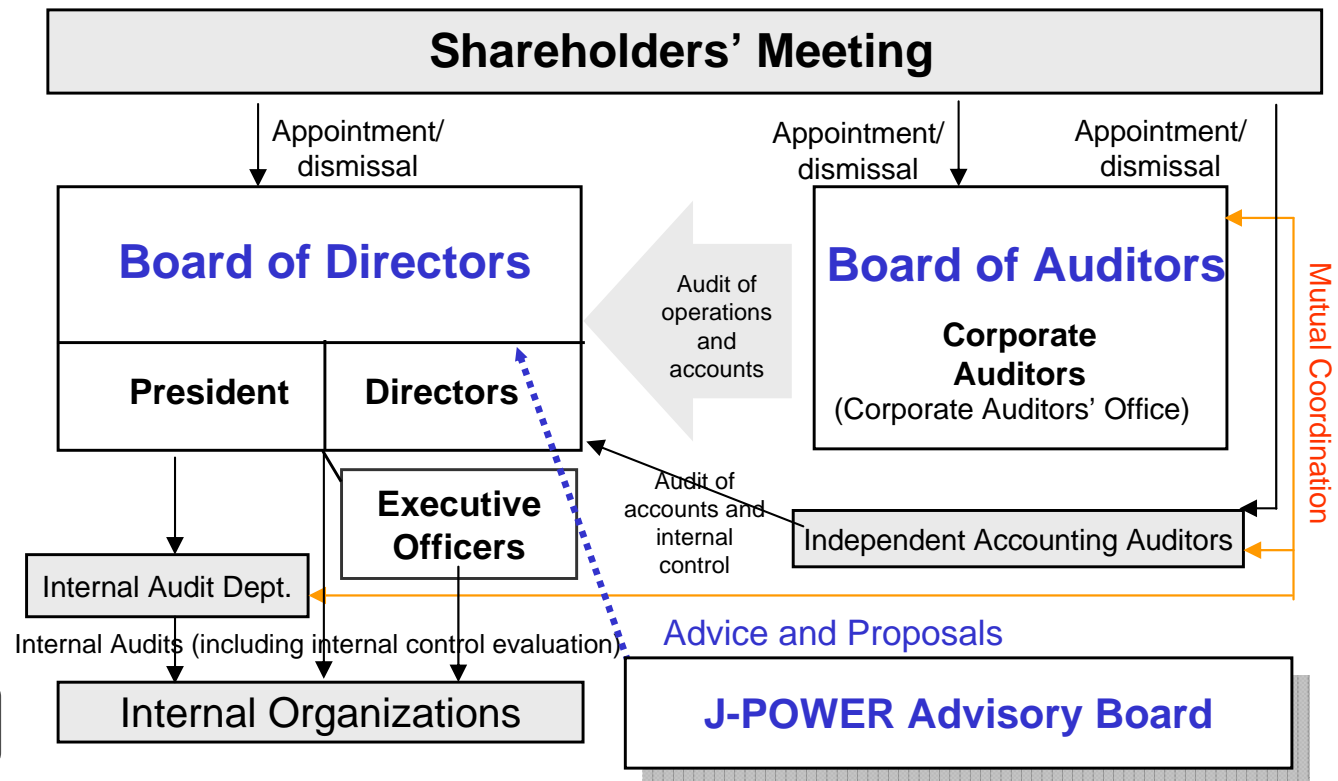 Shareholders’ Meeting
Appointment/
dismissal
Appointment/
dismissal
Appointment/
dismissal
Board of Directors
President
Directors
Audit of
operations
and
accounts
Board of Auditors
Corporate
Auditors
(Corporate Auditors’ Office)
Mutual Coordination
Executive
Officers
Audit of
accounts and
internal
control
Independent Accounting Auditors
Internal Audit Dept.
Internal Audits (including internal control evaluation)
Advice and Proposals
Internal Organizations
J-POWER Advisory Board